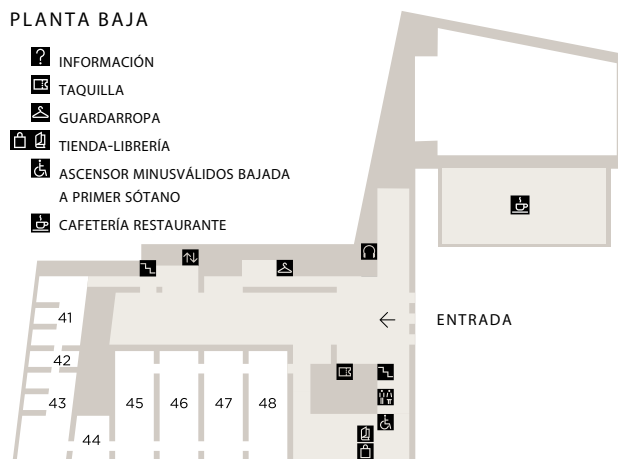 PLANTA BAJA
? INFORMACIÓN
TAQUILLA
GUARDARROPA
TIENDA-LIBRERÍA
ASCENSOR MINUSVÁLIDOS BAJADA
A PRIMER SÓTANO
CAFETERÍA RESTAURANTE
ENTRADA
41
42
43
44
45
46
47
48